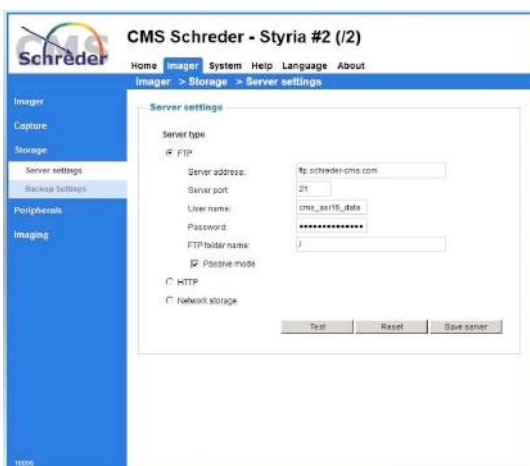 CMS
Schreder
CMS Schreder - Styria #2 (/2)
Home Imager System Help Language About
Imager > Storage > Server settings
Imager
Capture
Storage
Server settings
Backup Settings
Peripherals
Imaging
Server settings
Server type
FTP
Server address: ftp.schreder-cms.com
Server port: 21
User name: cms_asi16_data
Password: ••••••••••••••
FTP folder name: /
Passive mode
HTTP
Network storage
Test Reset Save server